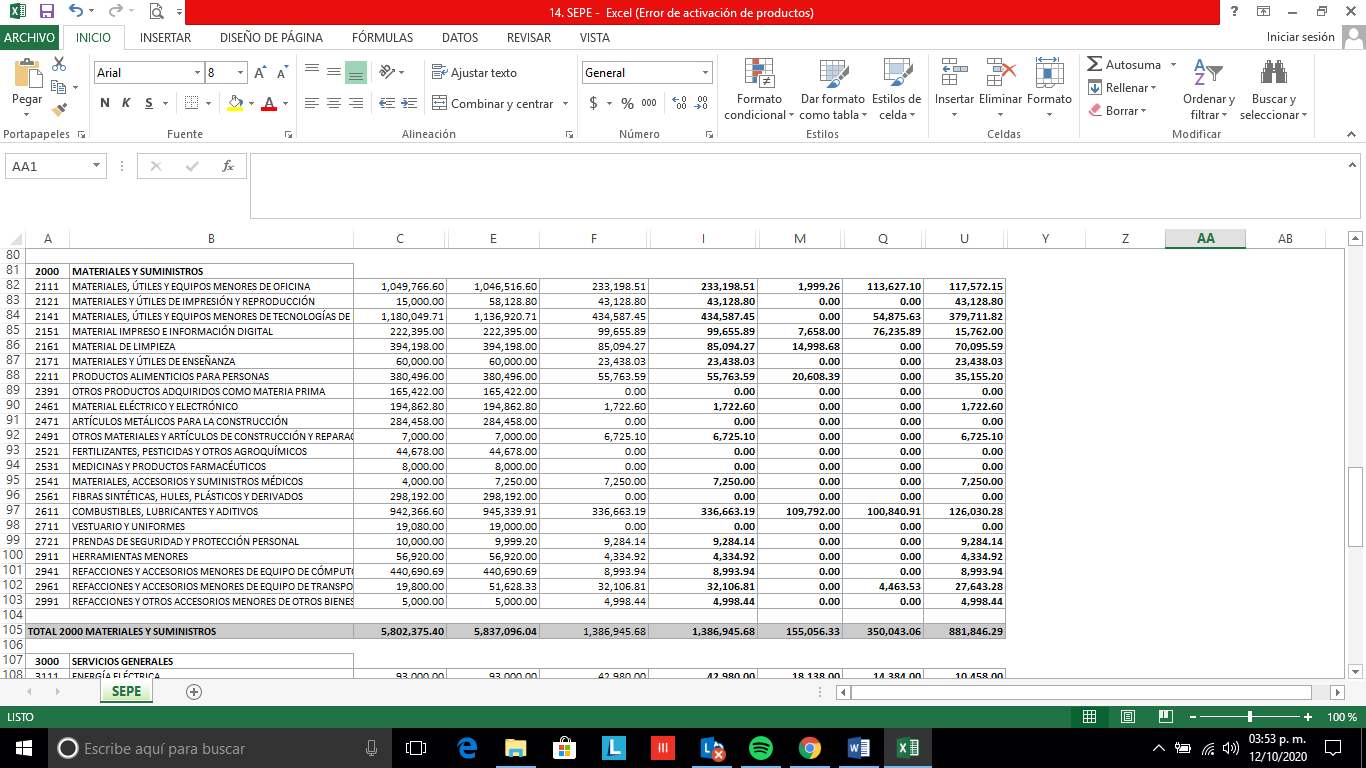 14. SEPE - Excel (Error de activación de productos)
ARCHIVO INICIO INSERTAR DISEÑO DE PÁGINA FÓRMULAS DATOS REVISAR VISTA Iniciar sesión
Arial 8 Ajustar texto General Autosuma
Pegar N K S Combinar y centrar $ % 000 Formato condicional Dar formato como tabla Estilos de celda Insertar Eliminar Formato Rellenar Borrar Ordenar y filtrar Buscar y seleccionar
Portapapeles Fuente Alineación Número Estilos Celdas Modificar
AA1 fx
A B C E F I M Q U Y Z AA AB
80
81 2000 MATERIALES Y SUMINISTROS
82 2111 MATERIALES, ÚTILES Y EQUIPOS MENORES DE OFICINA 1,049,766.60 1,046,516.60 233,198.51 233,198.51 1,999.26 113,627.10 117,572.15
83 2121 MATERIALES Y ÚTILES DE IMPRESIÓN Y REPRODUCCIÓN 15,000.00 58,128.80 43,128.80 43,128.80 0.00 0.00 43,128.80
84 2141 MATERIALES, ÚTILES Y EQUIPOS MENORES DE TECNOLOGÍAS DE 1,180,049.71 1,136,920.71 434,587.45 434,587.45 0.00 54,875.63 379,711.82
85 2151 MATERIAL IMPRESO E INFORMACIÓN DIGITAL 222,395.00 222,395.00 99,655.89 99,655.89 7,658.00 76,235.89 15,762.00
86 2161 MATERIAL DE LIMPIEZA 394,198.00 394,198.00 85,094.27 85,094.27 14,998.68 0.00 70,095.59
87 2171 MATERIALES Y ÚTILES DE ENSEÑANZA 60,000.00 60,000.00 23,438.03 23,438.03 0.00 0.00 23,438.03
88 2211 PRODUCTOS ALIMENTICIOS PARA PERSONAS 380,496.00 380,496.00 55,763.59 55,763.59 20,608.39 0.00 35,155.20
89 2391 OTROS PRODUCTOS ADQUIRIDOS COMO MATERIA PRIMA 165,422.00 165,422.00 0.00 0.00 0.00 0.00 0.00
90 2461 MATERIAL ELÉCTRICO Y ELECTRÓNICO 194,862.80 194,862.80 1,722.60 1,722.60 0.00 0.00 1,722.60
91 2471 ARTÍCULOS METÁLICOS PARA LA CONSTRUCCIÓN 284,458.00 284,458.00 0.00 0.00 0.00 0.00 0.00
92 2491 OTROS MATERIALES Y ARTÍCULOS DE CONSTRUCCIÓN Y REPARAC 7,000.00 7,000.00 6,725.10 6,725.10 0.00 0.00 6,725.10
93 2521 FERTILIZANTES, PESTICIDAS Y OTROS AGROQUÍMICOS 44,678.00 44,678.00 0.00 0.00 0.00 0.00 0.00
94 2531 MEDICINAS Y PRODUCTOS FARMACÉUTICOS 8,000.00 8,000.00 0.00 0.00 0.00 0.00 0.00
95 2541 MATERIALES, ACCESORIOS Y SUMINISTROS MÉDICOS 4,000.00 7,250.00 7,250.00 7,250.00 0.00 0.00 7,250.00
96 2561 FIBRAS SINTÉTICAS, HULES, PLÁSTICOS Y DERIVADOS 298,192.00 298,192.00 0.00 0.00 0.00 0.00 0.00
97 2611 COMBUSTIBLES, LUBRICANTES Y ADITIVOS 942,366.60 945,339.91 336,663.19 336,663.19 109,792.00 100,840.91 126,030.28
98 2711 VESTUARIO Y UNIFORMES 19,080.00 19,000.00 0.00 0.00 0.00 0.00 0.00
99 2721 PRENDAS DE SEGURIDAD Y PROTECCIÓN PERSONAL 10,000.00 9,999.20 9,284.14 9,284.14 0.00 0.00 9,284.14
100 2911 HERRAMIENTAS MENORES 56,920.00 56,920.00 4,334.92 4,334.92 0.00 0.00 4,334.92
101 2941 REFACCIONES Y ACCESORIOS MENORES DE EQUIPO DE CÓMPUT 440,690.69 440,690.69 8,993.94 8,993.94 0.00 0.00 8,993.94
102 2961 REFACCIONES Y ACCESORIOS MENORES DE EQUIPO DE TRANSPO 19,800.00 51,628.33 32,106.81 32,106.81 0.00 4,463.53 27,643.28
103 2991 REFACCIONES Y OTROS ACCESORIOS MENORES DE OTROS BIENES 5,000.00 5,000.00 4,998.44 4,998.44 0.00 0.00 4,998.44
104
105 TOTAL 2000 MATERIALES Y SUMINISTROS 5,802,375.40 5,837,096.04 1,386,945.68 1,386,945.68 155,056.33 350,043.06 881,846.29
106
107 3000 SERVICIOS GENERALES
108 3111 ENERGÍA ELÉCTRICA 93,000.00 93,000.00 42,980.00 42,980.00 18,138.00 14,384.00 10,458.00
SEPE
LISTO 100 %
Escribe aquí para buscar 03:53 p. m.
12/10/2020